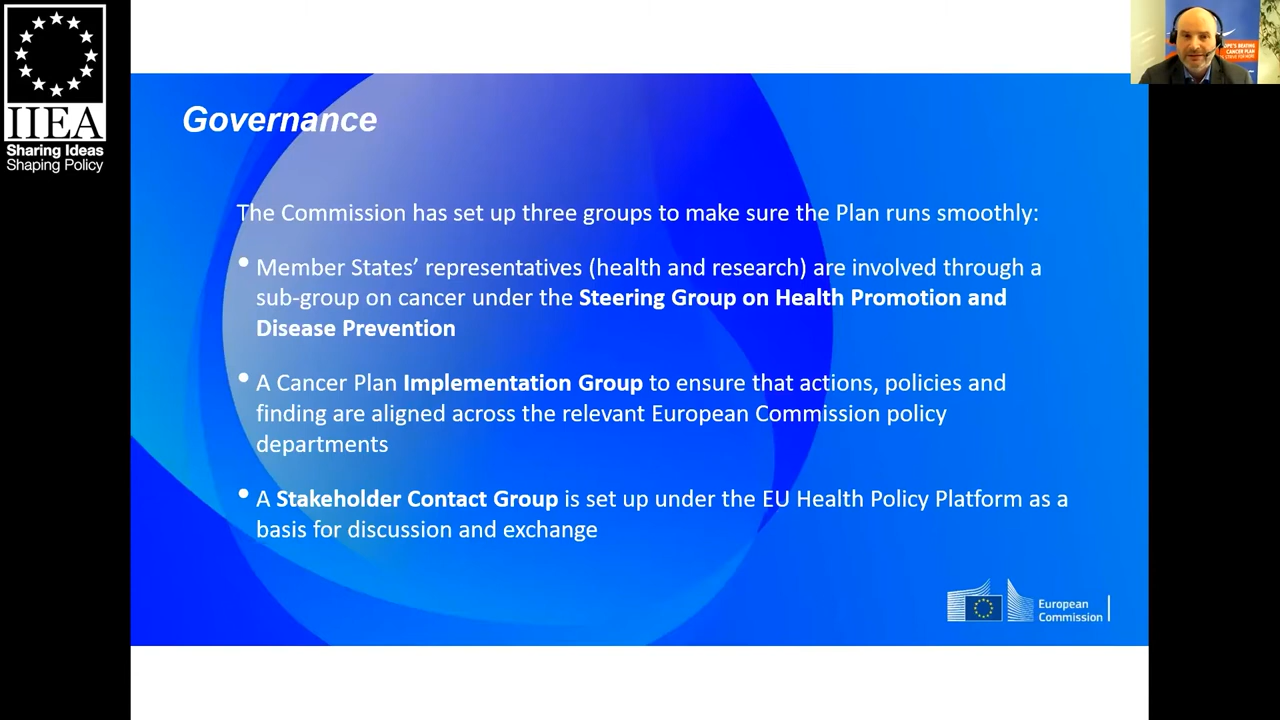 IIEA
Sharing Ideas
Shaping Policy
Governance
The Commission has set up three groups to make sure the Plan runs smoothly:
• Member States’ representatives (health and research) are involved through a
sub-group on cancer under the Steering Group on Health Promotion and
Disease Prevention
• A Cancer Plan Implementation Group to ensure that actions, policies and
finding are aligned across the relevant European Commission policy
departments
• A Stakeholder Contact Group is set up under the EU Health Policy Platform as a
basis for discussion and exchange
European
Commission
BEATING
CANCER PLAN